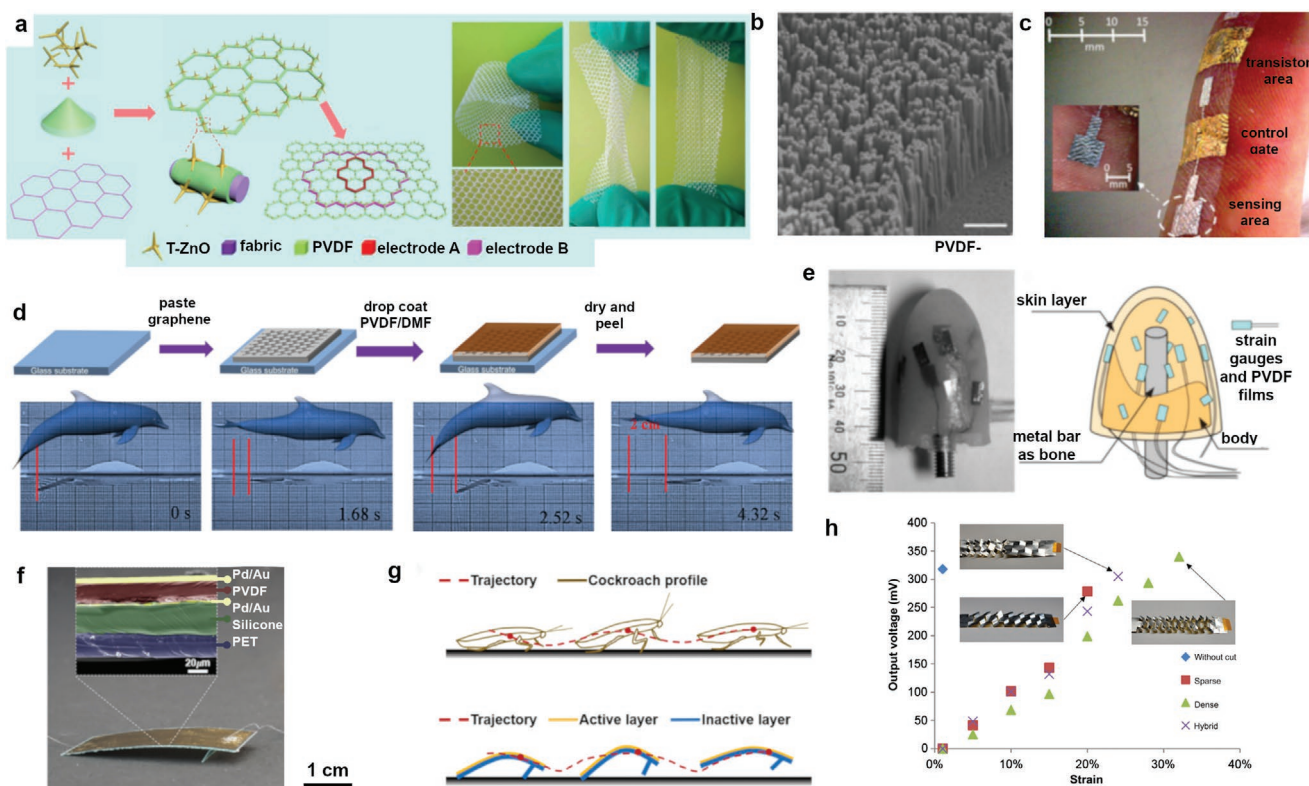 a
T-ZnO
fabric
PVDF
electrode A
electrode B
b
PVDF-
c
0 5 10 15
mm
transistor
area
control
gate
sensing
area
0 5
mm
d
paste
graphene
drop coat
PVDF/DMF
dry and
peel
Glass substrate
Glass substrate
Glass substrate
0 s
1.68 s
2.52 s
2 cm
4.32 s
e
10
20
30
40
50
skin layer
metal bar
as bone
strain
gauges
and PVDF
films
body
f
Pd/Au
PVDF
Pd/Au
Silicone
PET
20μm
1 cm
g
Trajectory
Cockroach profile
Trajectory
Active layer
Inactive layer
h
Output voltage (mV)
400
350
300
250
200
150
100
50
0
0% 10% 20% 30% 40%
Strain
Without cut
Sparse
Dense
Hybrid